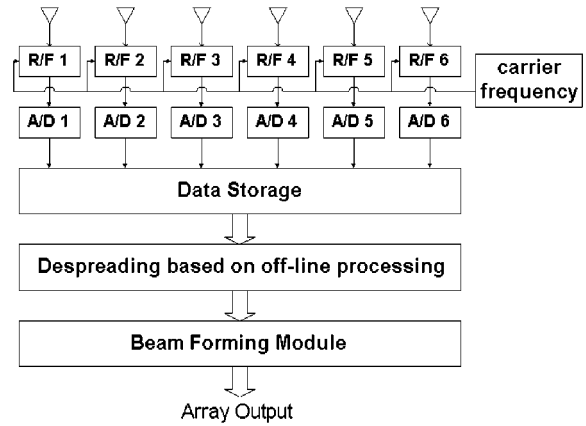 R/F 1 R/F 2 R/F 3 R/F 4 R/F 5 R/F 6
carrier
frequency
A/D 1 A/D 2 A/D 3 A/D 4 A/D 5 A/D 6
Data Storage
Despreading based on off-line processing
Beam Forming Module
Array Output